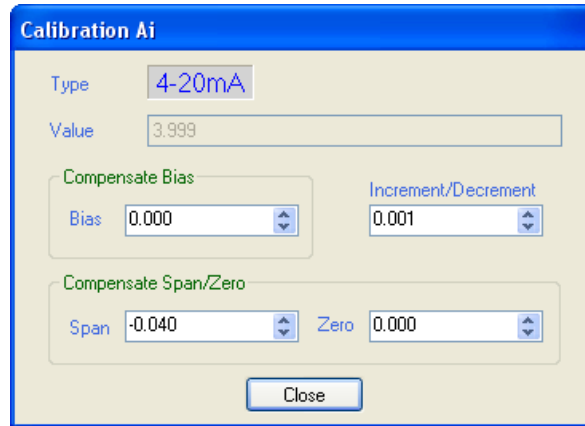 Calibration Ai
Type 4-20mA
Value 3.999
Compensate Bias
Increment/Decrement
Bias 0.000 0.001
Compensate Span/Zero
Span -0.040 Zero 0.000
Close